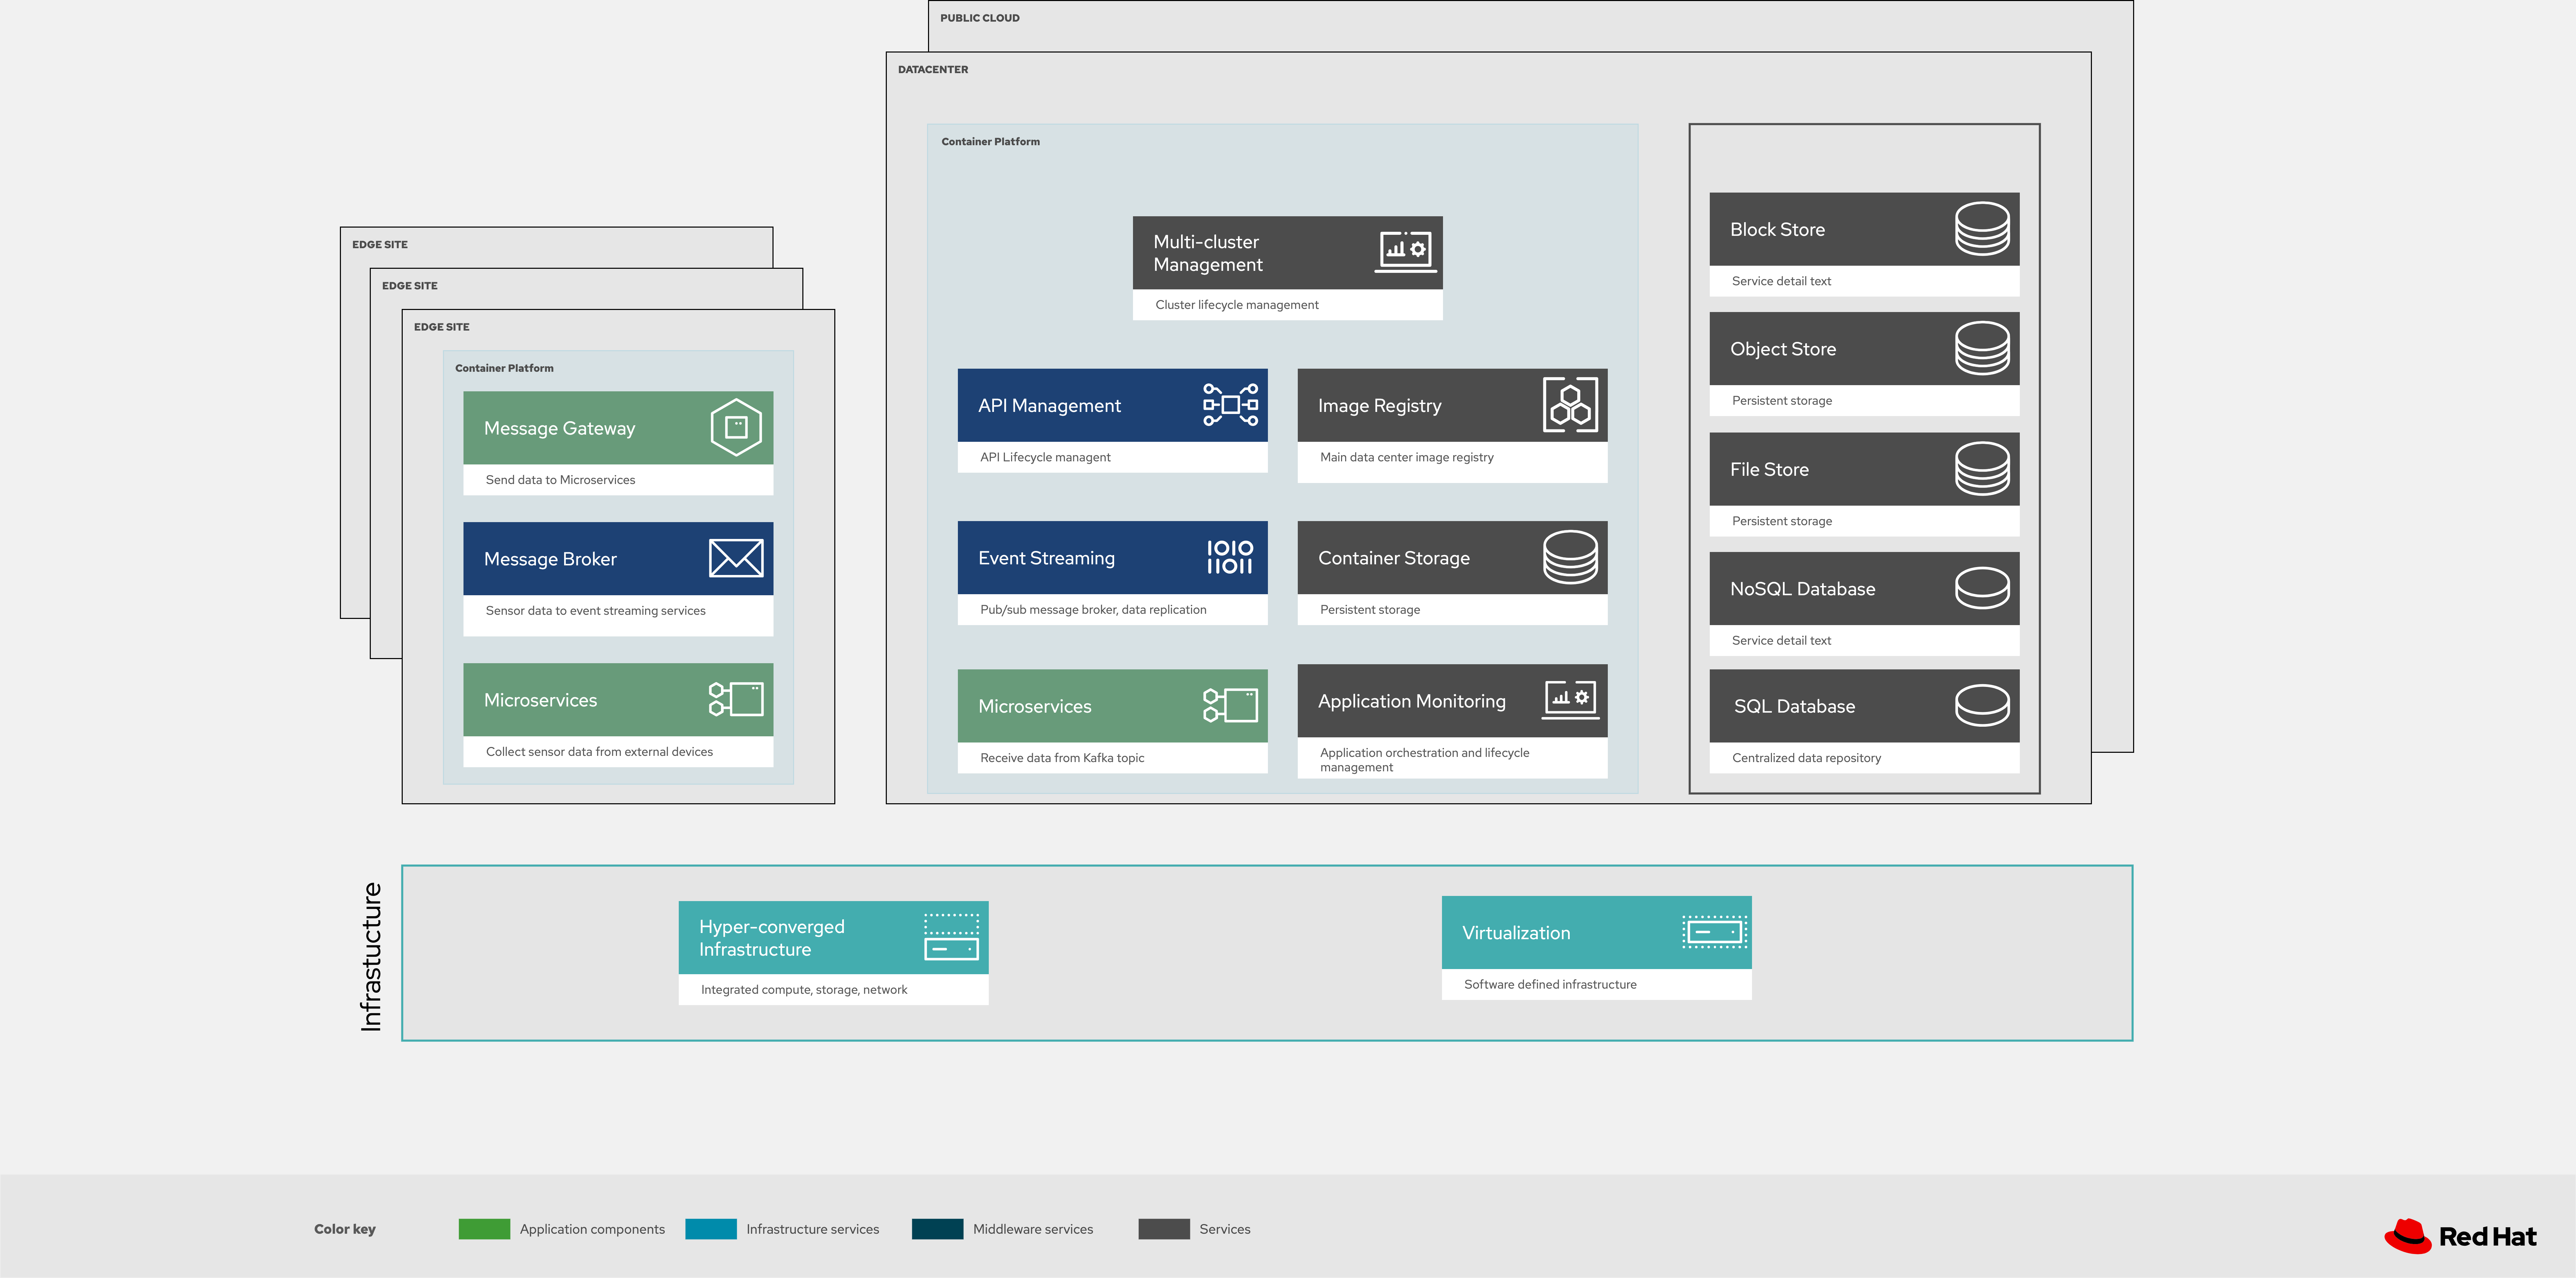 PUBLIC CLOUD
DATACENTER
Container Platform
Multi-cluster
Management
Cluster lifecycle management
API Management
API Lifecycle managent
Image Registry
Main data center image registry
Event Streaming
IOIO
IIOII
Pub/sub message broker, data replication
Container Storage
Persistent storage
Microservices
Receive data from Kafka topic
Application Monitoring
Application orchestration and lifecycle
management
Block Store
Service detail text
Object Store
Persistent storage
File Store
Persistent storage
NoSQL Database
Service detail text
SQL Database
Centralized data repository
EDGE SITE
EDGE SITE
EDGE SITE
Container Platform
Message Gateway
Send data to Microservices
Message Broker
Sensor data to event streaming services
Microservices
Collect sensor data from external devices
Infrastucture
Hyper-converged
Infrastructure
Integrated compute, storage, network
Virtualization
Software defined infrastructure
Color key
Application components
Infrastructure services
Middleware services
Services
Red Hat